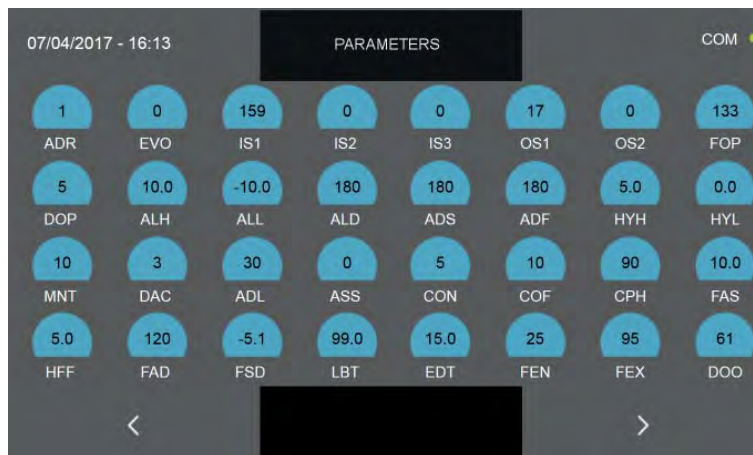 07/04/2017 - 16:13 PARAMETERS COM
1 0 159 0 0 17 0 133
ADR EVO IS1 IS2 IS3 OS1 OS2 FOP
5 10.0 -10.0 180 180 180 5.0 0.0
DOP ALH ALL ALD ADS ADF HYH HYL
10 3 30 0 5 10 90 10.0
MNT DAC ADL ASS CON COF CPH FAS
5.0 120 -5.1 99.0 15.0 25 95 61
HFF FAD FSD LBT EDT FEN FEX DOO